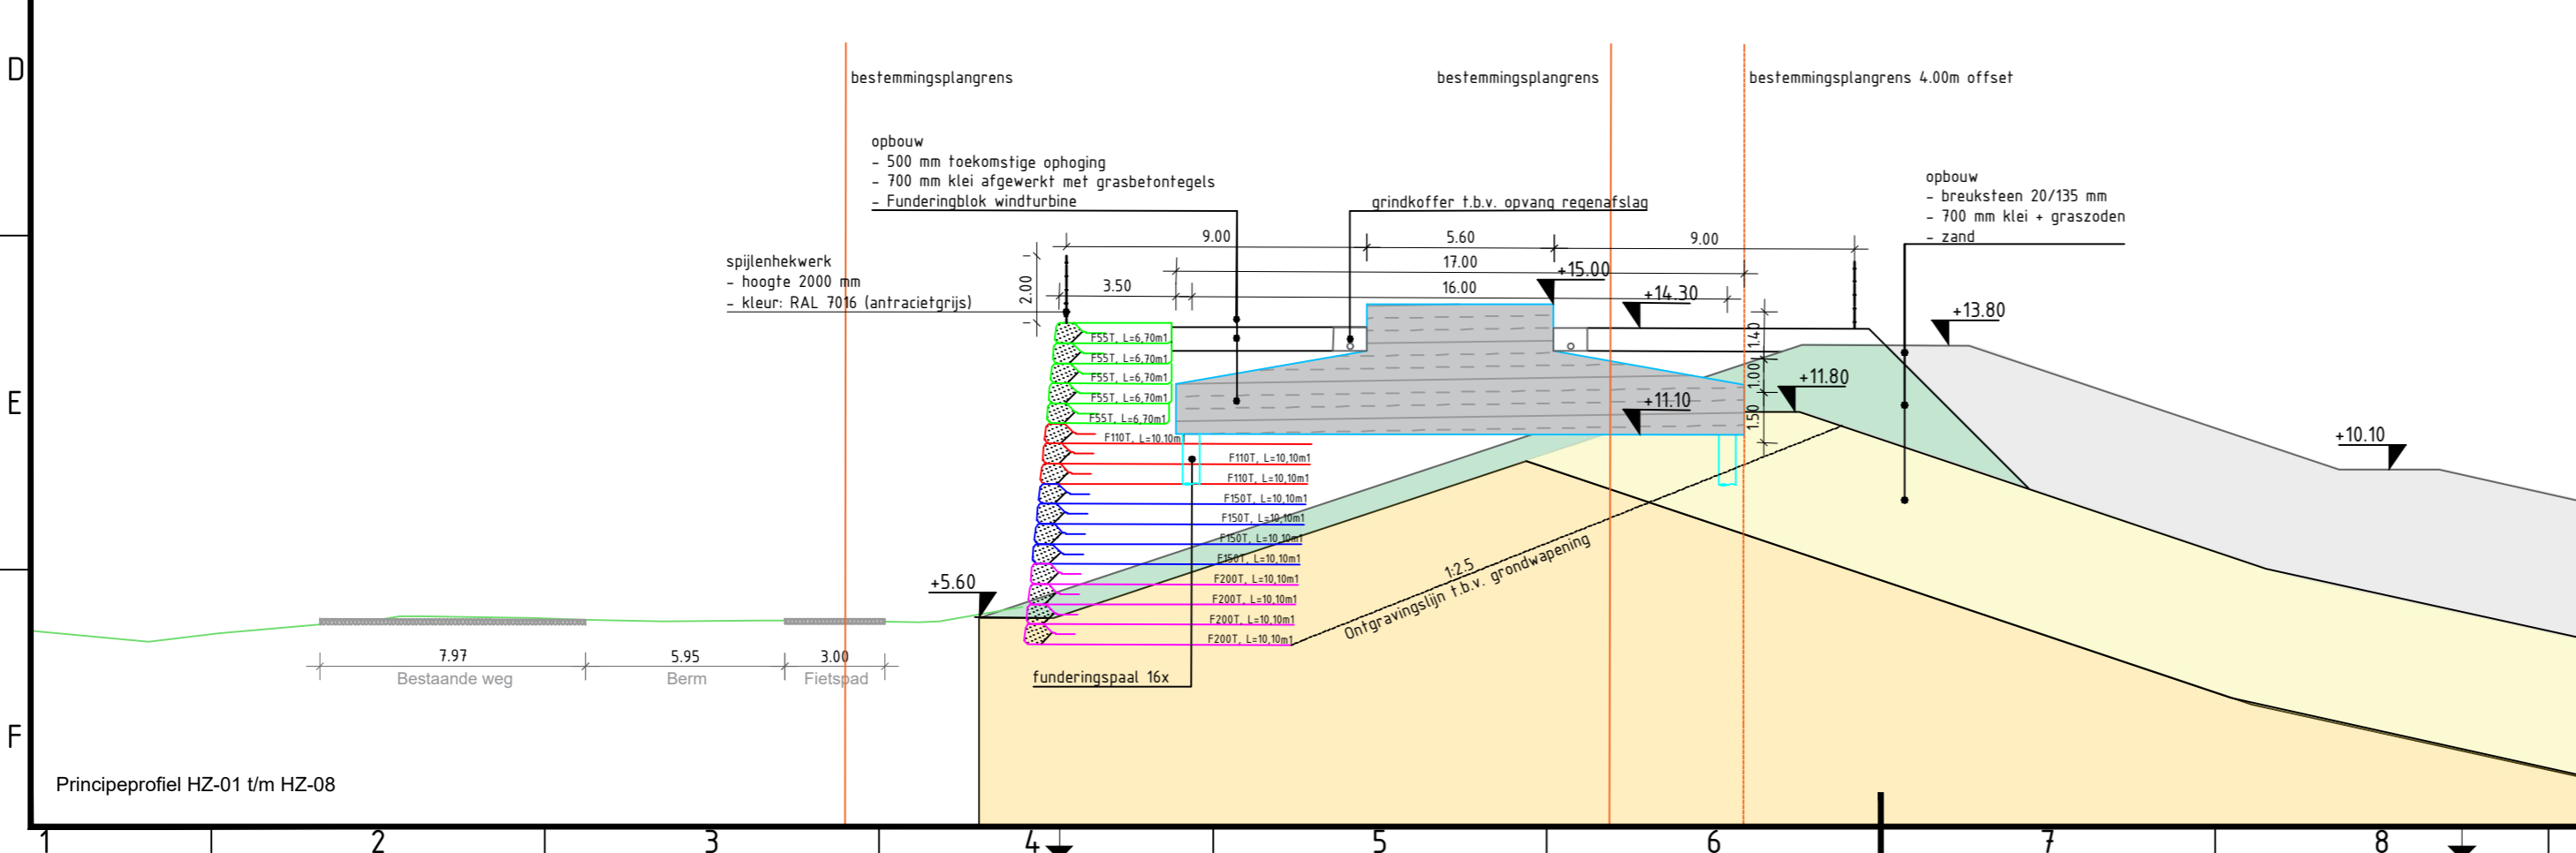 D
bestemmingsplangrens
bestemmingsplangrens
bestemmingsplangrens 4.00m offset
opbouw
- 500 mm toekomstige ophoging
- 700 mm klei afgewerkt met grasbetontegels
- Funderingblok windturbine
grindkoffer t.b.v. opvang regenafslag
opbouw
- breuksteen 20/135 mm
- 700 mm klei + graszoden
- zand
spijlenhekwerk
- hoogte 2000 mm
- kleur: RAL 7016 (antracietgrijs)
9.00
5.60
9.00
17.00
3.50
16.00
2.00
+15.00
+14.30
+13.80
1.40
1.00
1.50
+11.80
+11.10
+10.10
E
F55T, L=6,70m1
F55T, L=6,70m1
F55T, L=6,70m1
F55T, L=6,70m1
F55T, L=6,70m1
F110T, L=10,10m
F110T, L=10,10m1
F110T, L=10,10m1
F150T, L=10,10m1
F150T, L=10,10m1
F150T, L=10,10m1
F150T, L=10,10m1
F200T, L=10,10m1
F200T, L=10,10m1
F200T, L=10,10m1
F200T, L=10,10m1
1:2.5
Ontgravingslijn t.b.v. grondwapening
+5.60
7.97
5.95
3.00
Bestaande weg
Berm
Fietspad
funderingspaal 16x
F
Principeprofiel HZ-01 t/m HZ-08
1
2
3
4
5
6
7
8